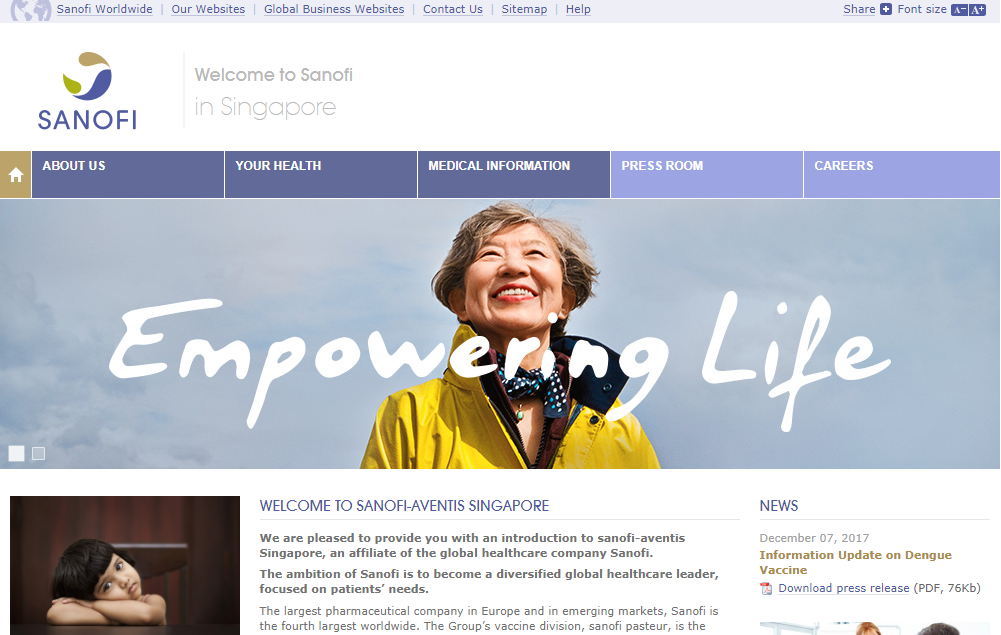 Sanofi Worldwide | Our Websites | Global Business Websites | Contact Us | Sitemap | Help
Share Font size A− A+
SANOFI
Welcome to Sanofi
in Singapore
ABOUT US
YOUR HEALTH
MEDICAL INFORMATION
PRESS ROOM
CAREERS
Empowering Life
WELCOME TO SANOFI-AVENTIS SINGAPORE
We are pleased to provide you with an introduction to sanofi-aventis
Singapore, an affiliate of the global healthcare company Sanofi.
The ambition of Sanofi is to become a diversified global healthcare leader,
focused on patients’ needs.
The largest pharmaceutical company in Europe and in emerging markets, Sanofi is
the fourth largest worldwide. The Group’s vaccine division, sanofi pasteur, is the
NEWS
December 07, 2017
Information Update on Dengue
Vaccine
Download press release (PDF, 76Kb)